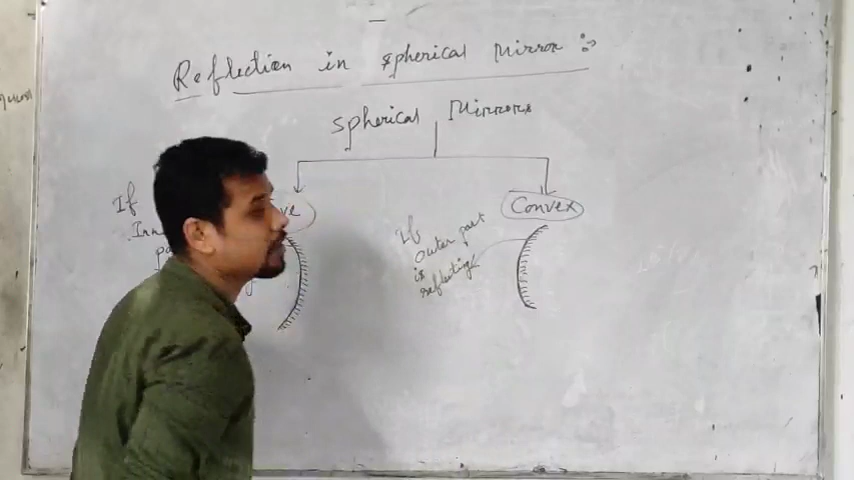 Reflection in spherical Mirror :-
Spherical Mirrors
Convex
If
Inn
If
outer part
is
reflecting